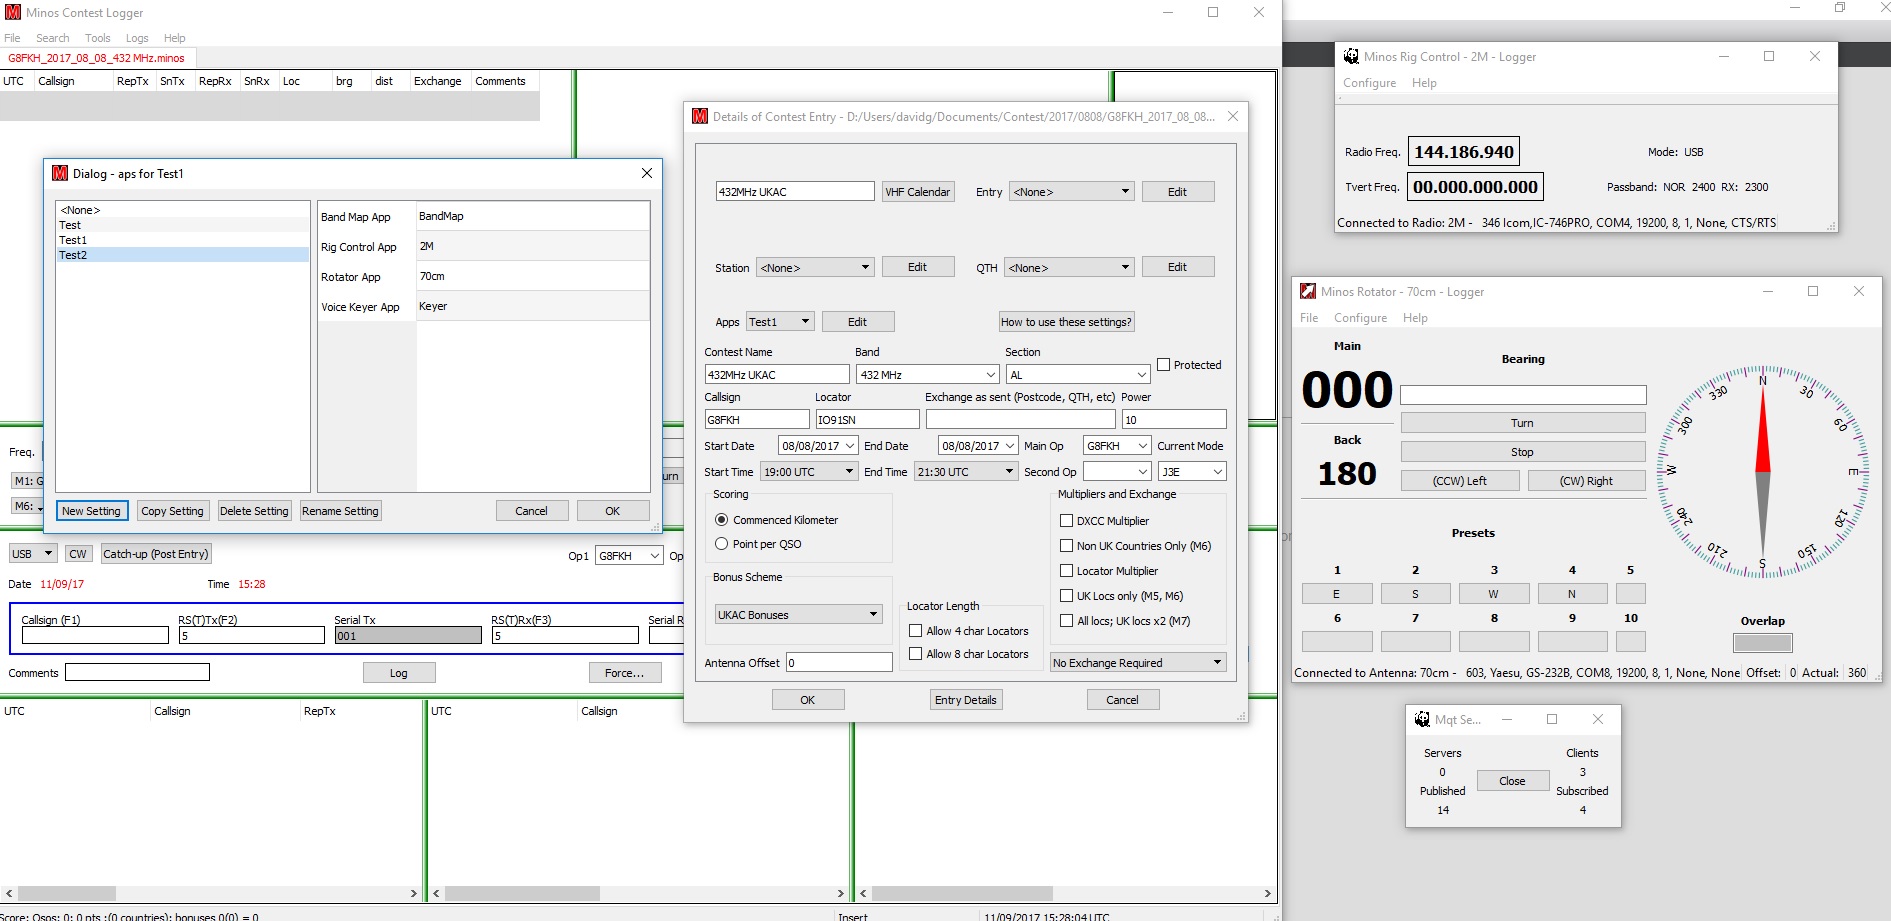 Minos Contest Logger
File Search Tools Logs Help
G8FKH_2017_08_08_432 MHz.minos
UTC Callsign RepTx SnTx RepRx SnRx Loc brg dist Exchange Comments
Dialog - aps for Test1
<None>
Test
Test1
Test2
Band Map App BandMap
Rig Control App 2M
Rotator App 70cm
Voice Keyer App Keyer
New Setting Copy Setting Delete Setting Rename Setting Cancel OK
Freq.
M1: G
M6:
urn
USB CW Catch-up (Post Entry) Op1 G8FKH Op
Date 11/09/17 Time 15:28
Callsign (F1) RS(T)Tx(F2) Serial Tx RS(T)Rx(F3) Serial R
5 001 5
Comments Log Force...
UTC Callsign RepTx UTC Callsign
Score: Qsos: 0; 0 pts ;(0 countries); bonuses 0(0) = 0 Insert 11/09/2017 15:28:04 UTC
Details of Contest Entry - D:/Users/davidg/Documents/Contest/2017/0808/G8FKH_2017_08_08...
432MHz UKAC VHF Calendar Entry <None> Edit
Station <None> Edit QTH <None> Edit
Apps Test1 Edit How to use these settings?
Contest Name Band Section
432MHz UKAC 432 MHz AL Protected
Callsign Locator Exchange as sent (Postcode, QTH, etc) Power
G8FKH IO91SN 10
Start Date 08/08/2017 End Date 08/08/2017 Main Op G8FKH Current Mode
Start Time 19:00 UTC End Time 21:30 UTC Second Op J3E
Scoring
Commenced Kilometer
Point per QSO
Bonus Scheme
UKAC Bonuses
Locator Length
Allow 4 char Locators
Allow 8 char Locators
Multipliers and Exchange
DXCC Multiplier
Non UK Countries Only (M6)
Locator Multiplier
UK Locs only (M5, M6)
All locs; UK locs x2 (M7)
Antenna Offset 0 No Exchange Required
OK Entry Details Cancel
Minos Rig Control - 2M - Logger
Configure Help
Radio Freq. 144.186.940 Mode: USB
Tvert Freq. 00.000.000.000 Passband: NOR 2400 RX: 2300
Connected to Radio: 2M - 346 Icom,IC-746PRO, COM4, 19200, 8, 1, None, CTS/RTS
Minos Rotator - 70cm - Logger
File Configure Help
Main
000
Back
180
Bearing
Turn
Stop
(CCW) Left (CW) Right
N 30 60 E 120 150 S 210 240 W 300 330
Presets
1 2 3 4 5
E S W N
6 7 8 9 10
Overlap
Connected to Antenna: 70cm - 603, Yaesu, GS-232B, COM8, 19200, 8, 1, None, None Offset: 0 Actual: 360
Mqt Se...
Servers Clients
0 3
Close
Published Subscribed
14 4